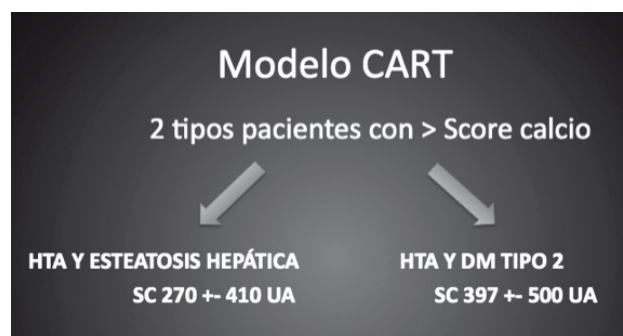 Modelo CART
2 tipos pacientes con > Score calcio
HTA Y ESTEATOSIS HEPÁTICA
SC 270 +- 410 UA
HTA Y DM TIPO 2
SC 397 +- 500 UA